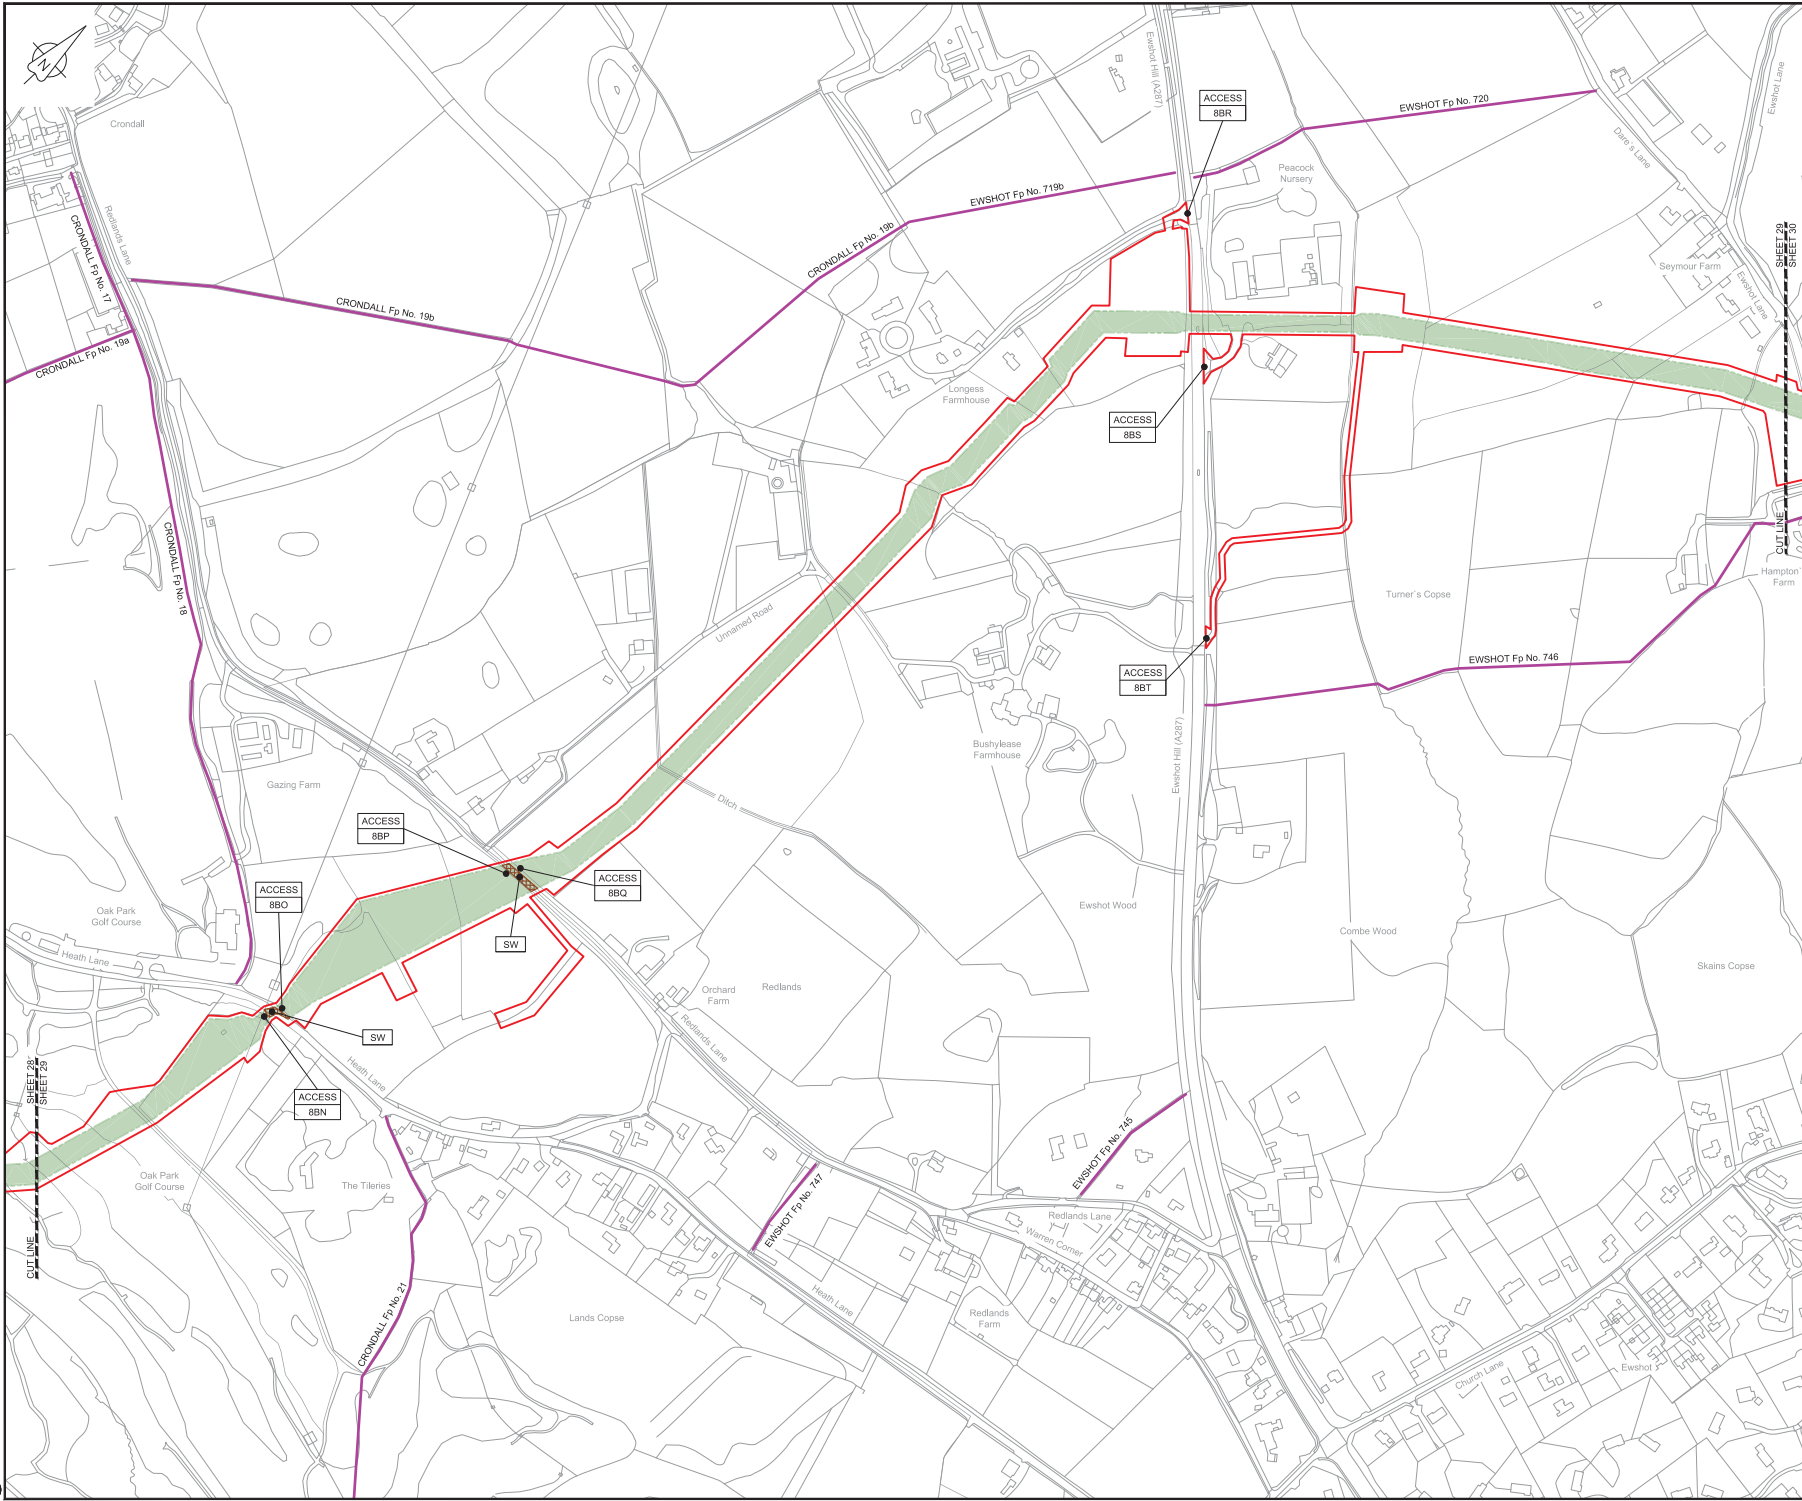 N
Crondall
Redlands Lane
CRONDALL Fp No. 17
CRONDALL Fp No. 19a
CRONDALL Fp No. 19b
CRONDALL Fp No. 19b
EWSHOT Fp No. 719b
Ewshot Hill (A287)
ACCESS
8BR
EWSHOT Fp No. 720
Peacock
Nursery
Dare's Lane
Ewshot Lane
Seymour Farm
Ewshot Lane
SHEET 29
SHEET 30
CUT LINE
Longess
Farmhouse
ACCESS
8BS
CRONDALL Fp No. 18
Unnamed Road
Turner's Copse
Hampton'
Farm
ACCESS
8BT
EWSHOT Fp No. 746
Bushylease
Farmhouse
Ewshot Hill (A287)
Gazing Farm
Ditch
ACCESS
8BP
ACCESS
8BQ
ACCESS
8BO
SW
Oak Park
Golf Course
Heath Lane
Ewshot Wood
Combe Wood
Skains Copse
Orchard
Farm
Redlands
Redlands Lane
SW
Heath Lane
ACCESS
8BN
SHEET 28
SHEET 29
CUT LINE
Oak Park
Golf Course
The Tileries
EWSHOT Fp No. 745
EWSHOT Fp No. 747
Redlands Lane
Warren Corner
CRONDALL Fp No. 21
Lands Copse
Heath Lane
Redlands
Farm
Church Lane
Ewshot